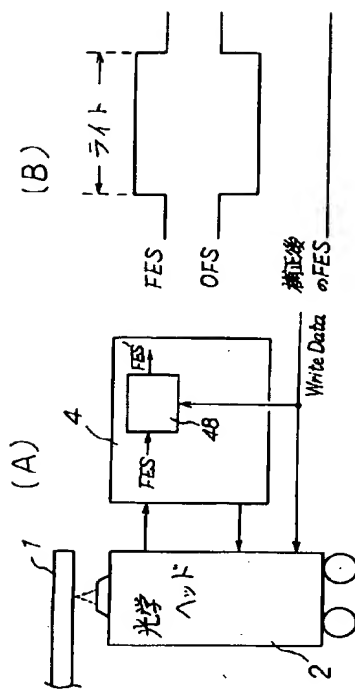 (A)
1
4
FES
FES'
48
光学
ヘッド
2
Write Data
(B)
ライト
FES
OFS
補正後
のFES